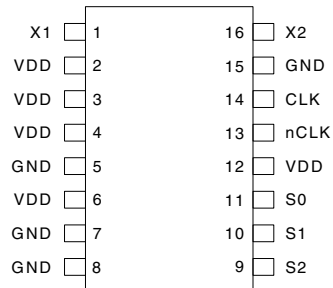 X1 1 16 X2
VDD 2 15 GND
VDD 3 14 CLK
VDD 4 13 nCLK
GND 5 12 VDD
VDD 6 11 S0
GND 7 10 S1
GND 8 9 S2